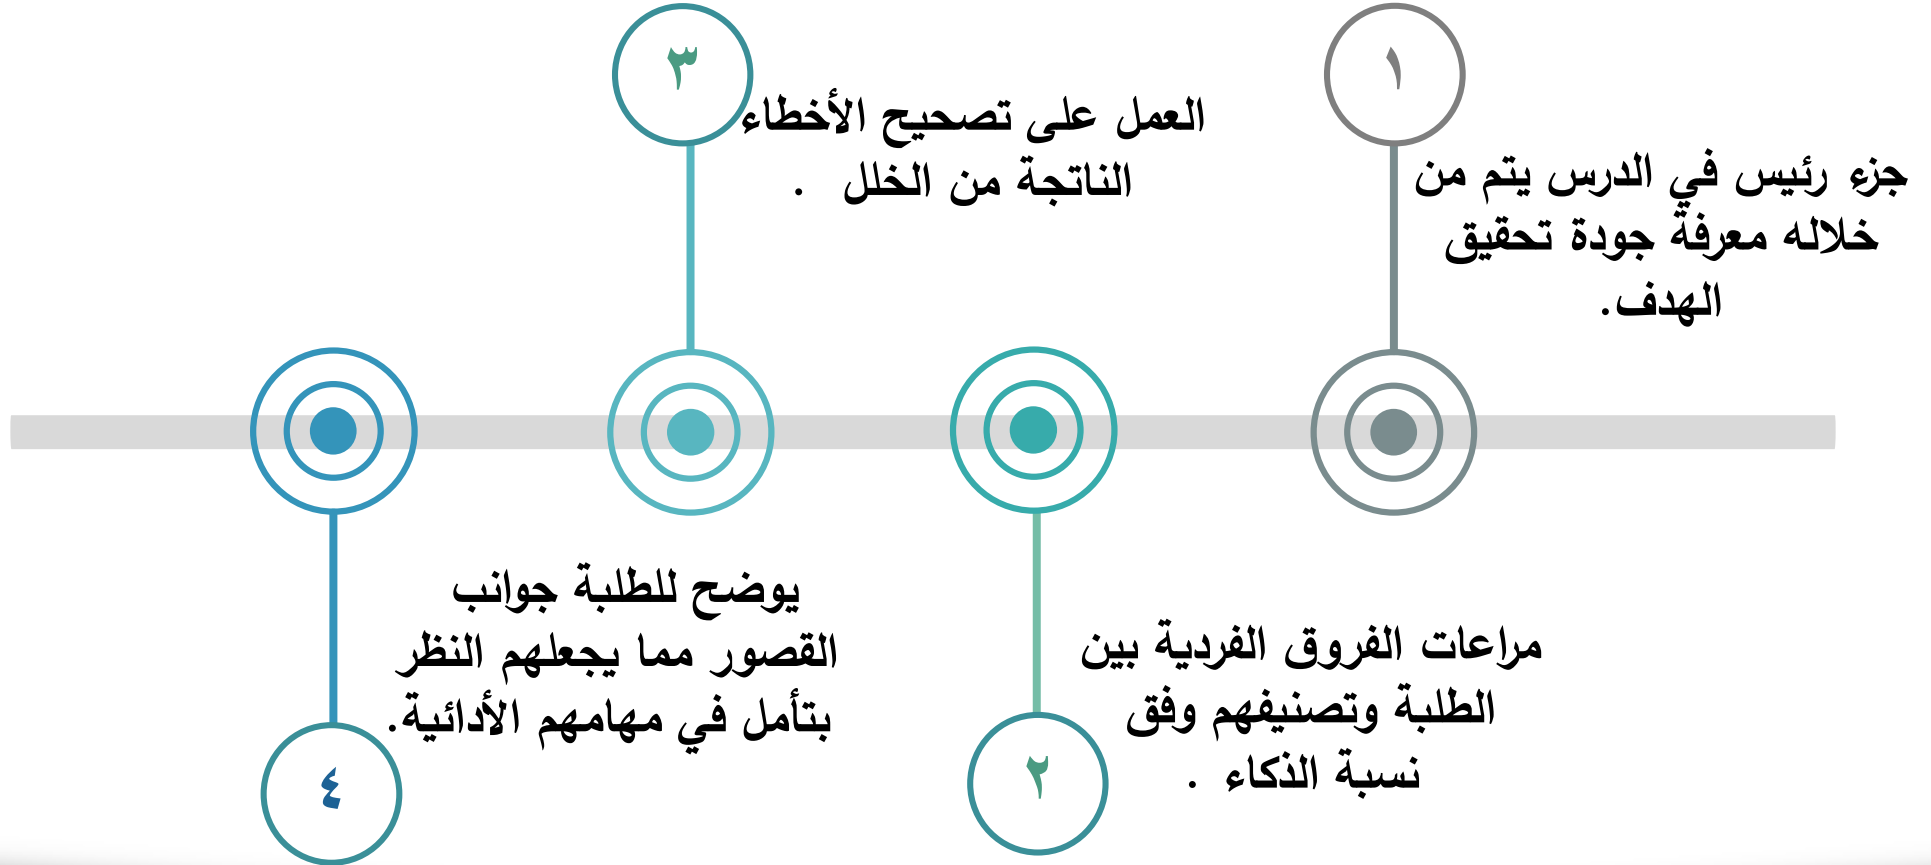 ١
جزء رئيس في الدرس يتم من
خلاله معرفة جودة تحقيق
الهدف.
٢
مراعات الفروق الفردية بين
الطلبة وتصنيفهم وفق
نسبة الذكاء .
٣
العمل على تصحيح الأخطاء
الناتجة من الخلل .
٤
يوضح للطلبة جوانب
القصور مما يجعلهم النظر
بتأمل في مهامهم الأدائية.